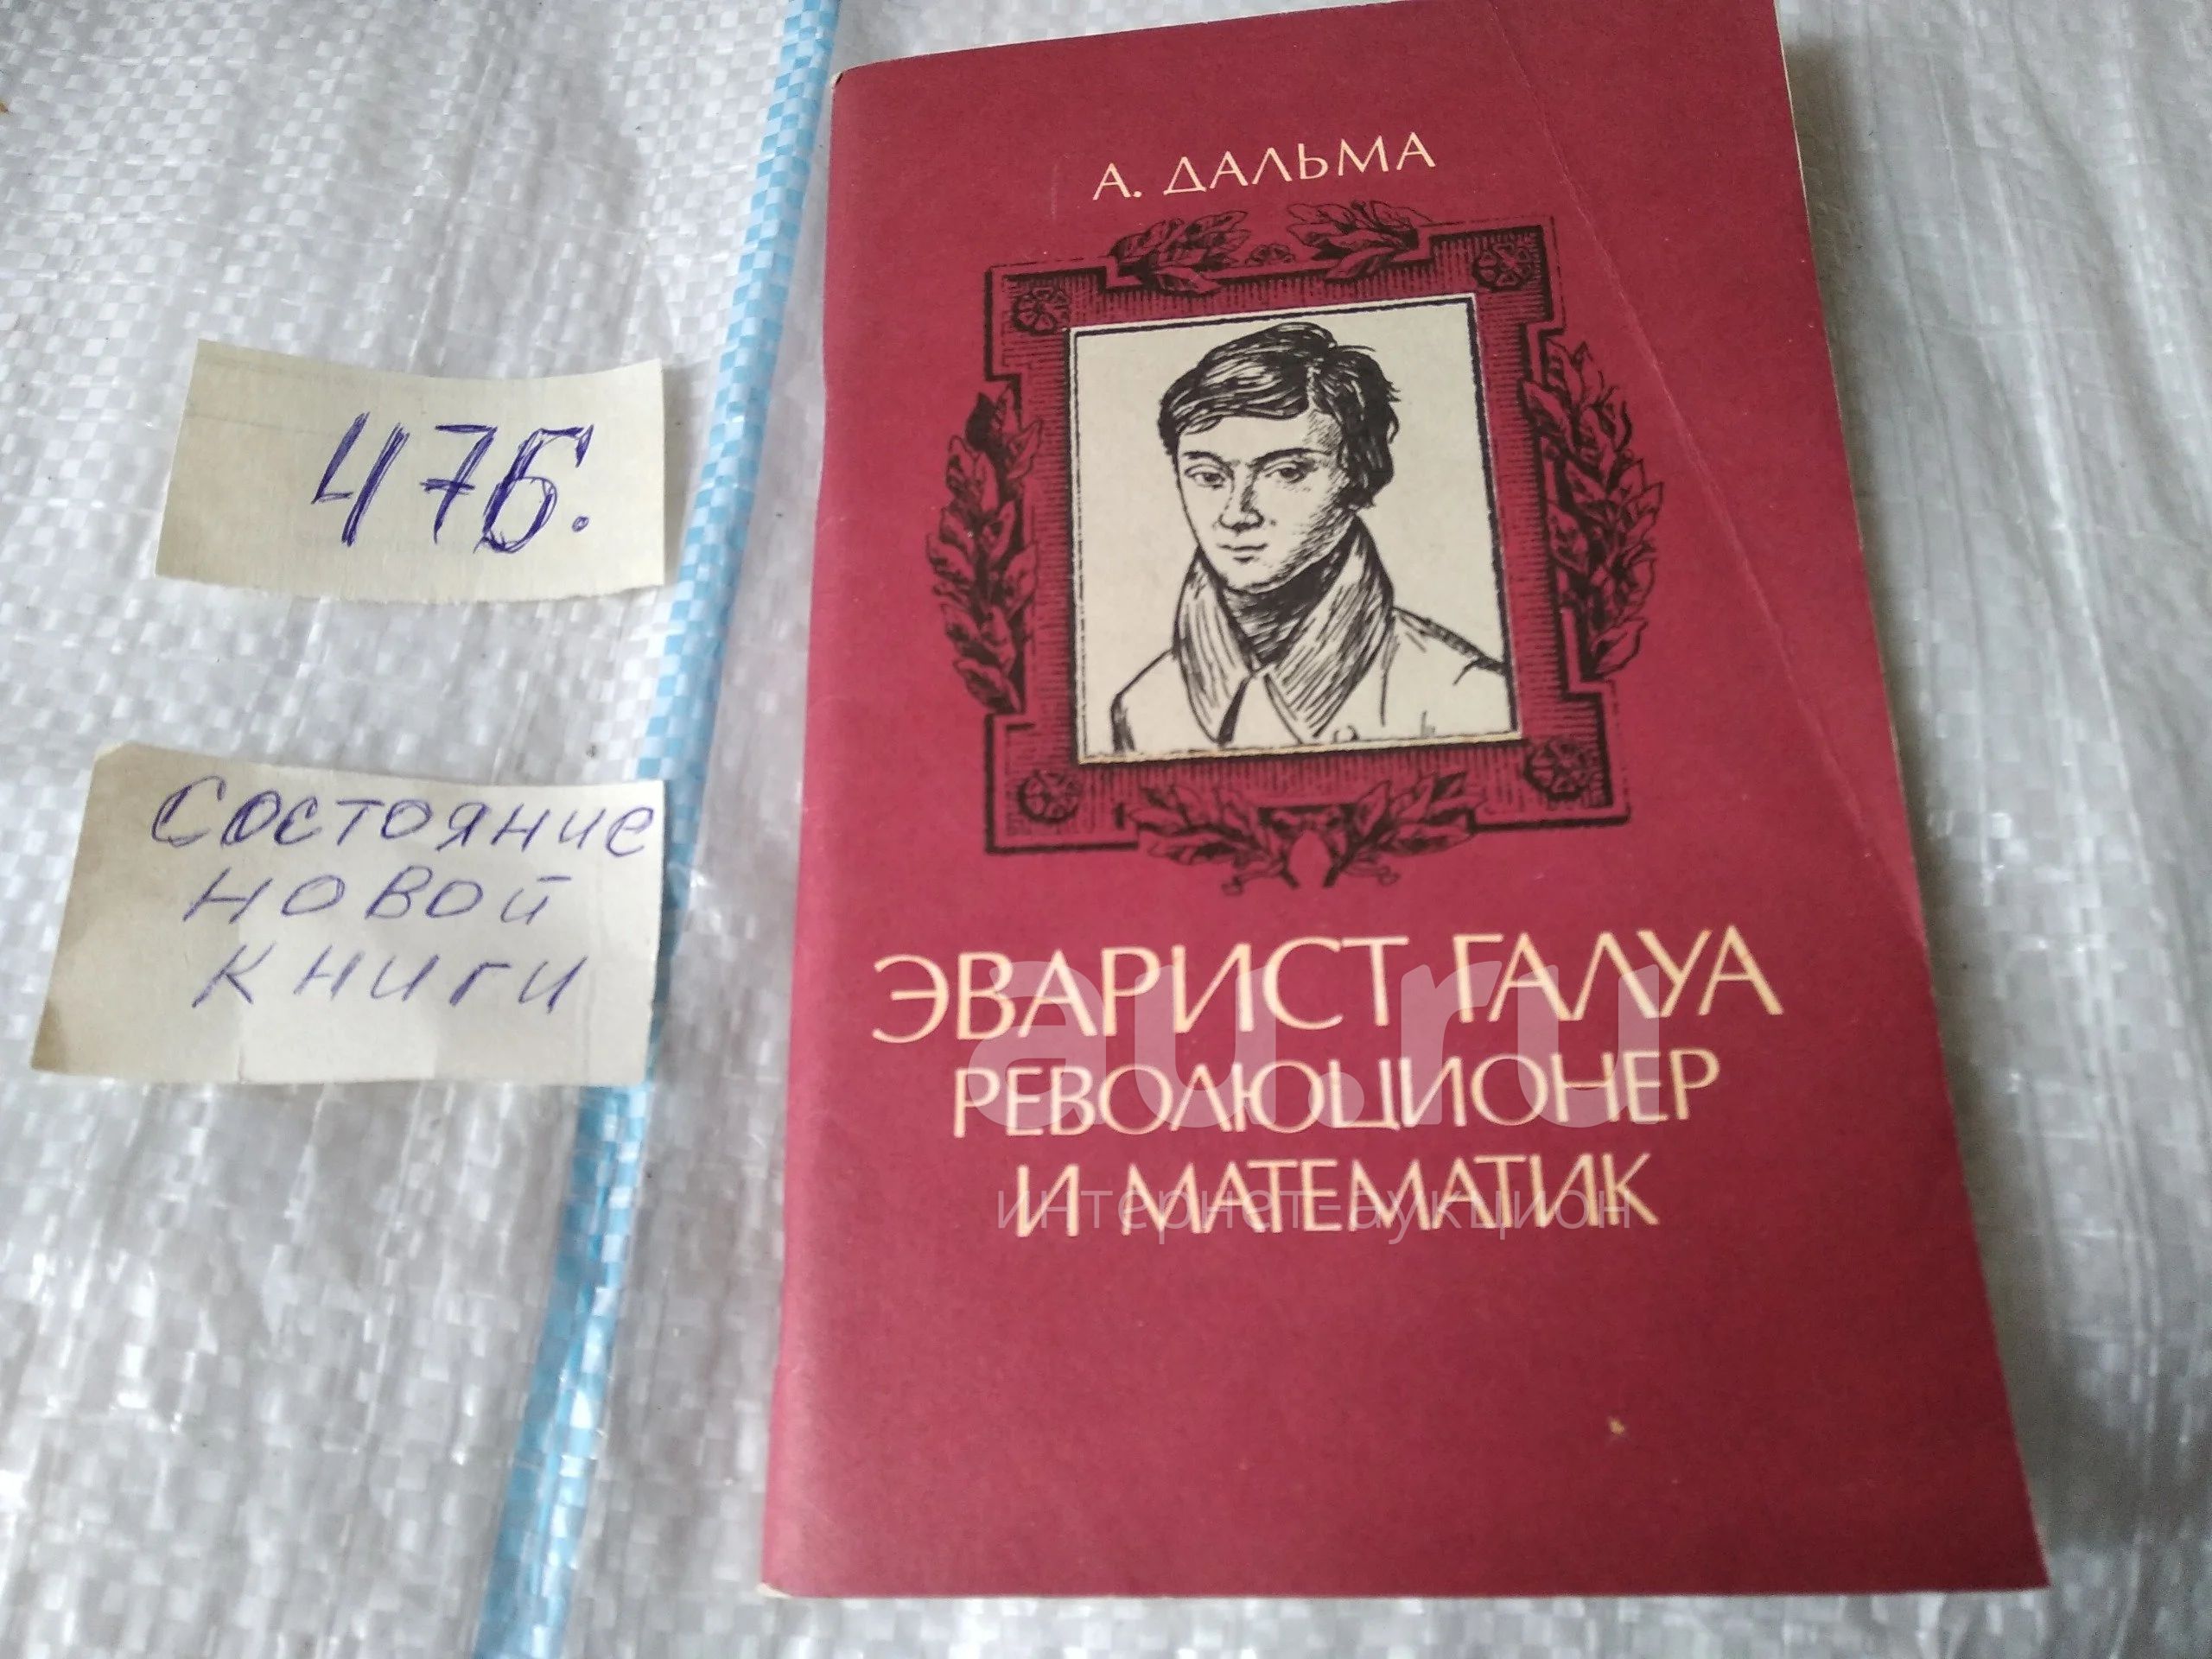 476.
Состояние
новой
книги
А. ДАЛЬМА
ЭВАРИСТ ГАЛУА
РЕВОЛЮЦИОНЕР
И МАТЕМАТИК
au.ru
интернет-аукцион